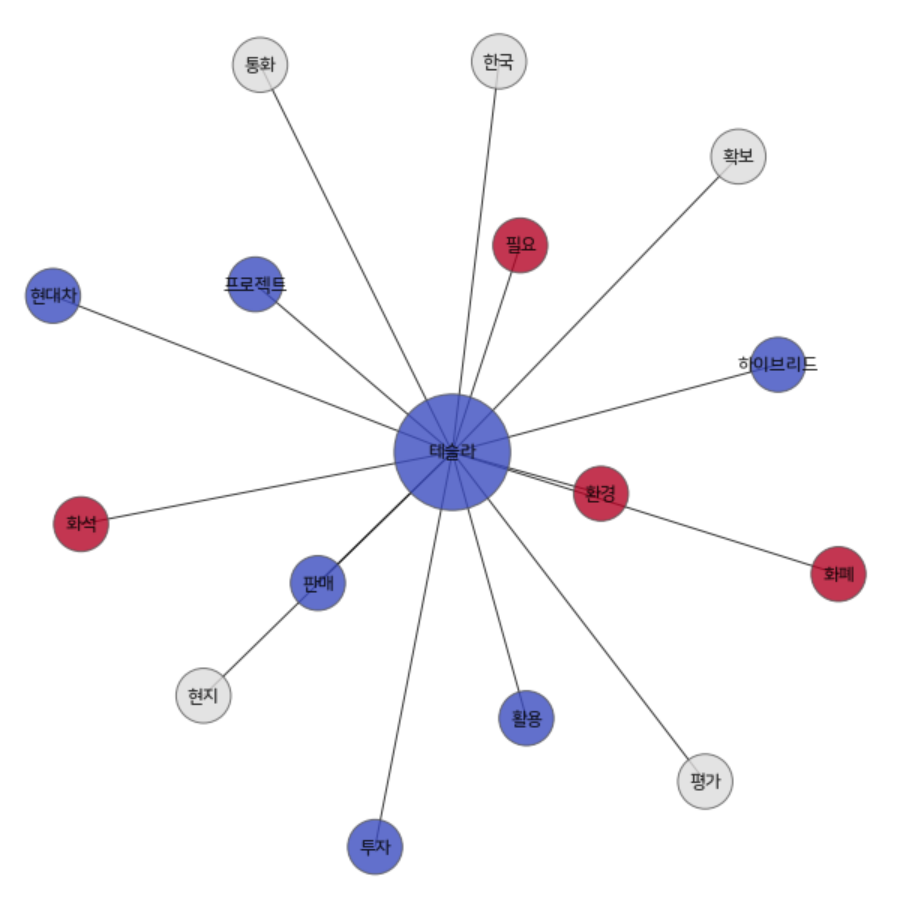 통화
한국
확보
필요
프로젝트
현대차
하이브리드
테슬라
환경
화석
화폐
판매
현지
활용
평가
투자